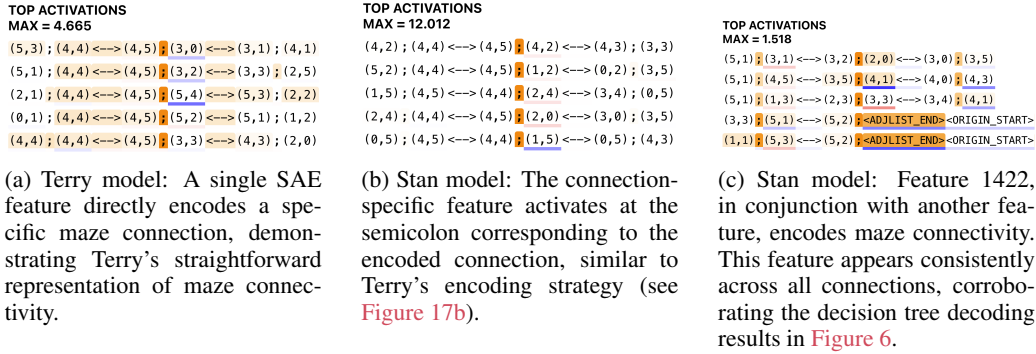 TOP ACTIVATIONS
MAX = 4.665
(5,3);(4,4)<-->(4,5);(3,0)<-->(3,1);(4,1)
(5,1);(4,4)<-->(4,5);(3,2)<-->(3,3);(2,5)
(2,1);(4,4)<-->(4,5);(5,4)<-->(5,3);(2,2)
(0,1);(4,4)<-->(4,5);(5,2)<-->(5,1);(1,2)
(4,4);(4,4)<-->(4,5);(3,3)<-->(4,3);(2,0)
(a) Terry model: A single SAE
feature directly encodes a spe-
cific maze connection, demon-
strating Terry's straightforward
representation of maze connec-
tivity.
TOP ACTIVATIONS
MAX = 12.012
(4,2);(4,4)<-->(4,5);(4,2)<-->(4,3);(3,3)
(5,2);(4,4)<-->(4,5);(1,2)<-->(0,2);(3,5)
(1,5);(4,4)<-->(4,5);(2,4)<-->(3,4);(0,5)
(2,4);(4,4)<-->(4,5);(2,0)<-->(3,0);(3,5)
(0,5);(4,4)<-->(4,5);(1,5)<-->(0,5);(4,3)
(b) Stan model: The connection-
specific feature activates at the
semicolon corresponding to the
encoded connection, similar to
Terry's encoding strategy (see
Figure 17b).
TOP ACTIVATIONS
MAX = 1.518
(5,1);(3,1)<-->(3,2);(2,0)<-->(3,0);(3,5)
(5,1);(4,5)<-->(3,5);(4,1)<-->(4,0);(4,3)
(5,1);(1,3)<-->(2,3);(3,3)<-->(3,4);(4,1)
(3,3);(5,1)<-->(5,2);<ADJLIST_END><ORIGIN_START>
(1,1);(5,3)<-->(5,2);<ADJLIST_END><ORIGIN_START>
(c) Stan model: Feature 1422,
in conjunction with another fea-
ture, encodes maze connectivity.
This feature appears consistently
across all connections, corrobo-
rating the decision tree decoding
results in Figure 6.